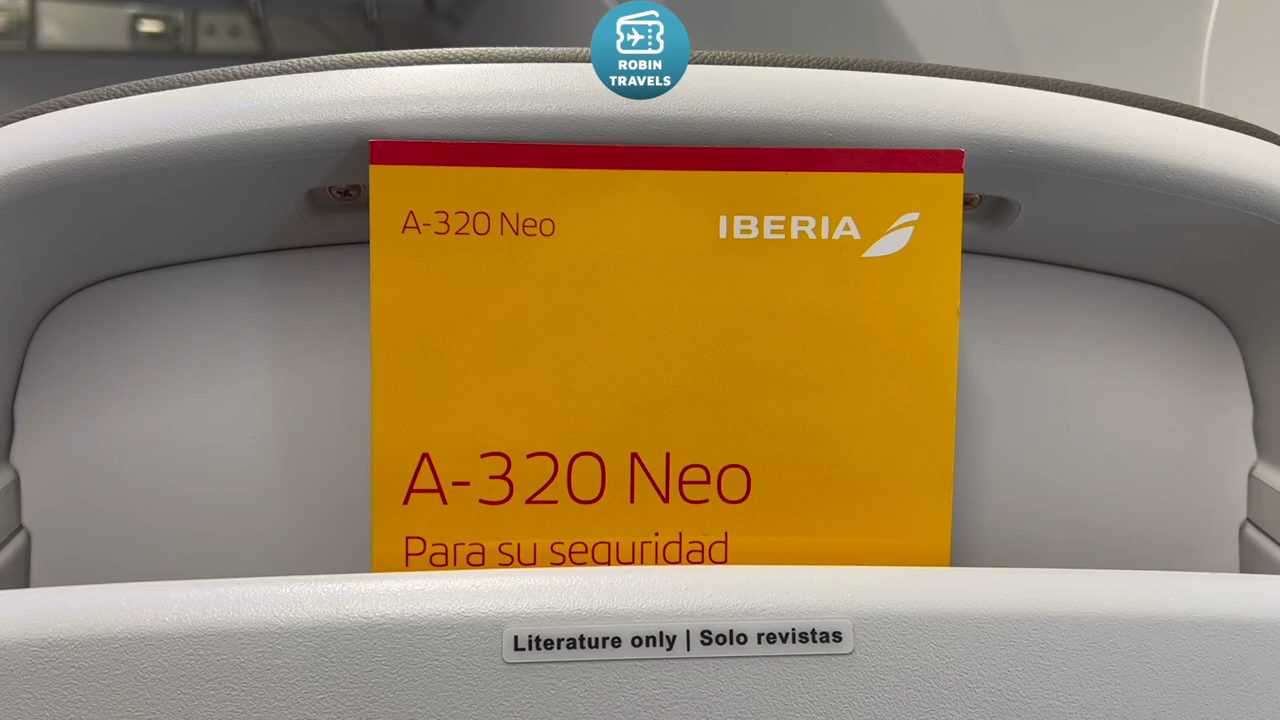 ROBIN
TRAVELS
A-320 Neo
IBERIA
A-320 Neo
Para su seguridad
Literature only | Solo revistas